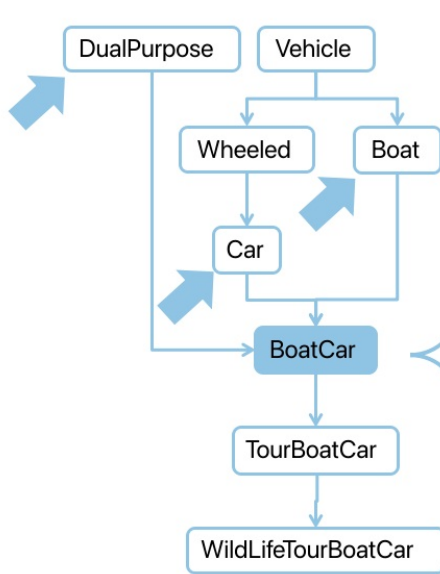 DualPurpose
Vehicle
Wheeled
Boat
Car
BoatCar
TourBoatCar
WildLifeTourBoatCar